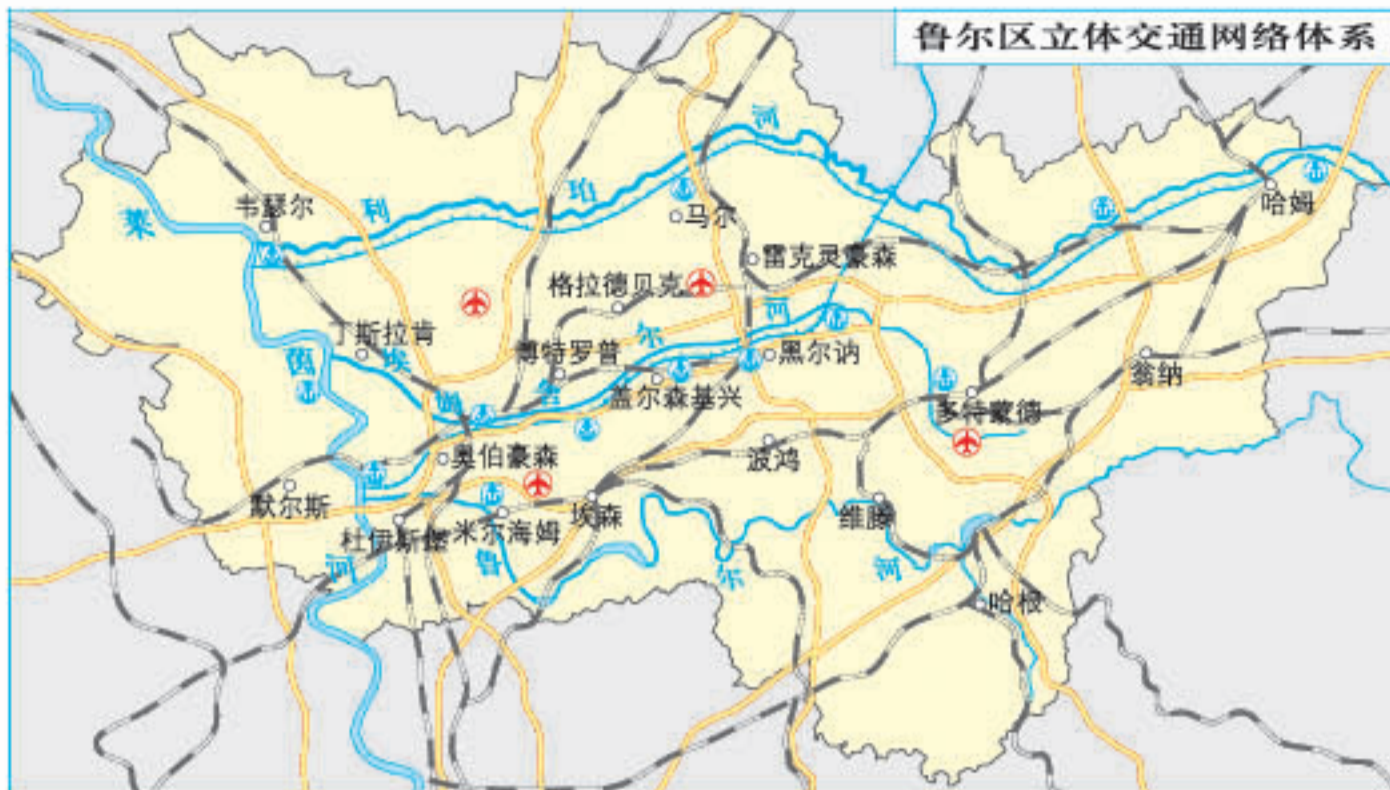 鲁尔区立体交通网络体系
韦瑟尔
利珀河
莱茵河
马尔
哈姆
雷克灵豪森
格拉德贝克
丁斯拉肯
埃姆舍尔河
博特罗普
盖尔森基兴
黑尔讷
翁纳
多特蒙德
奥伯豪森
波鸿
默尔斯
杜伊斯堡
米尔海姆
埃森
维滕
鲁尔河
哈根